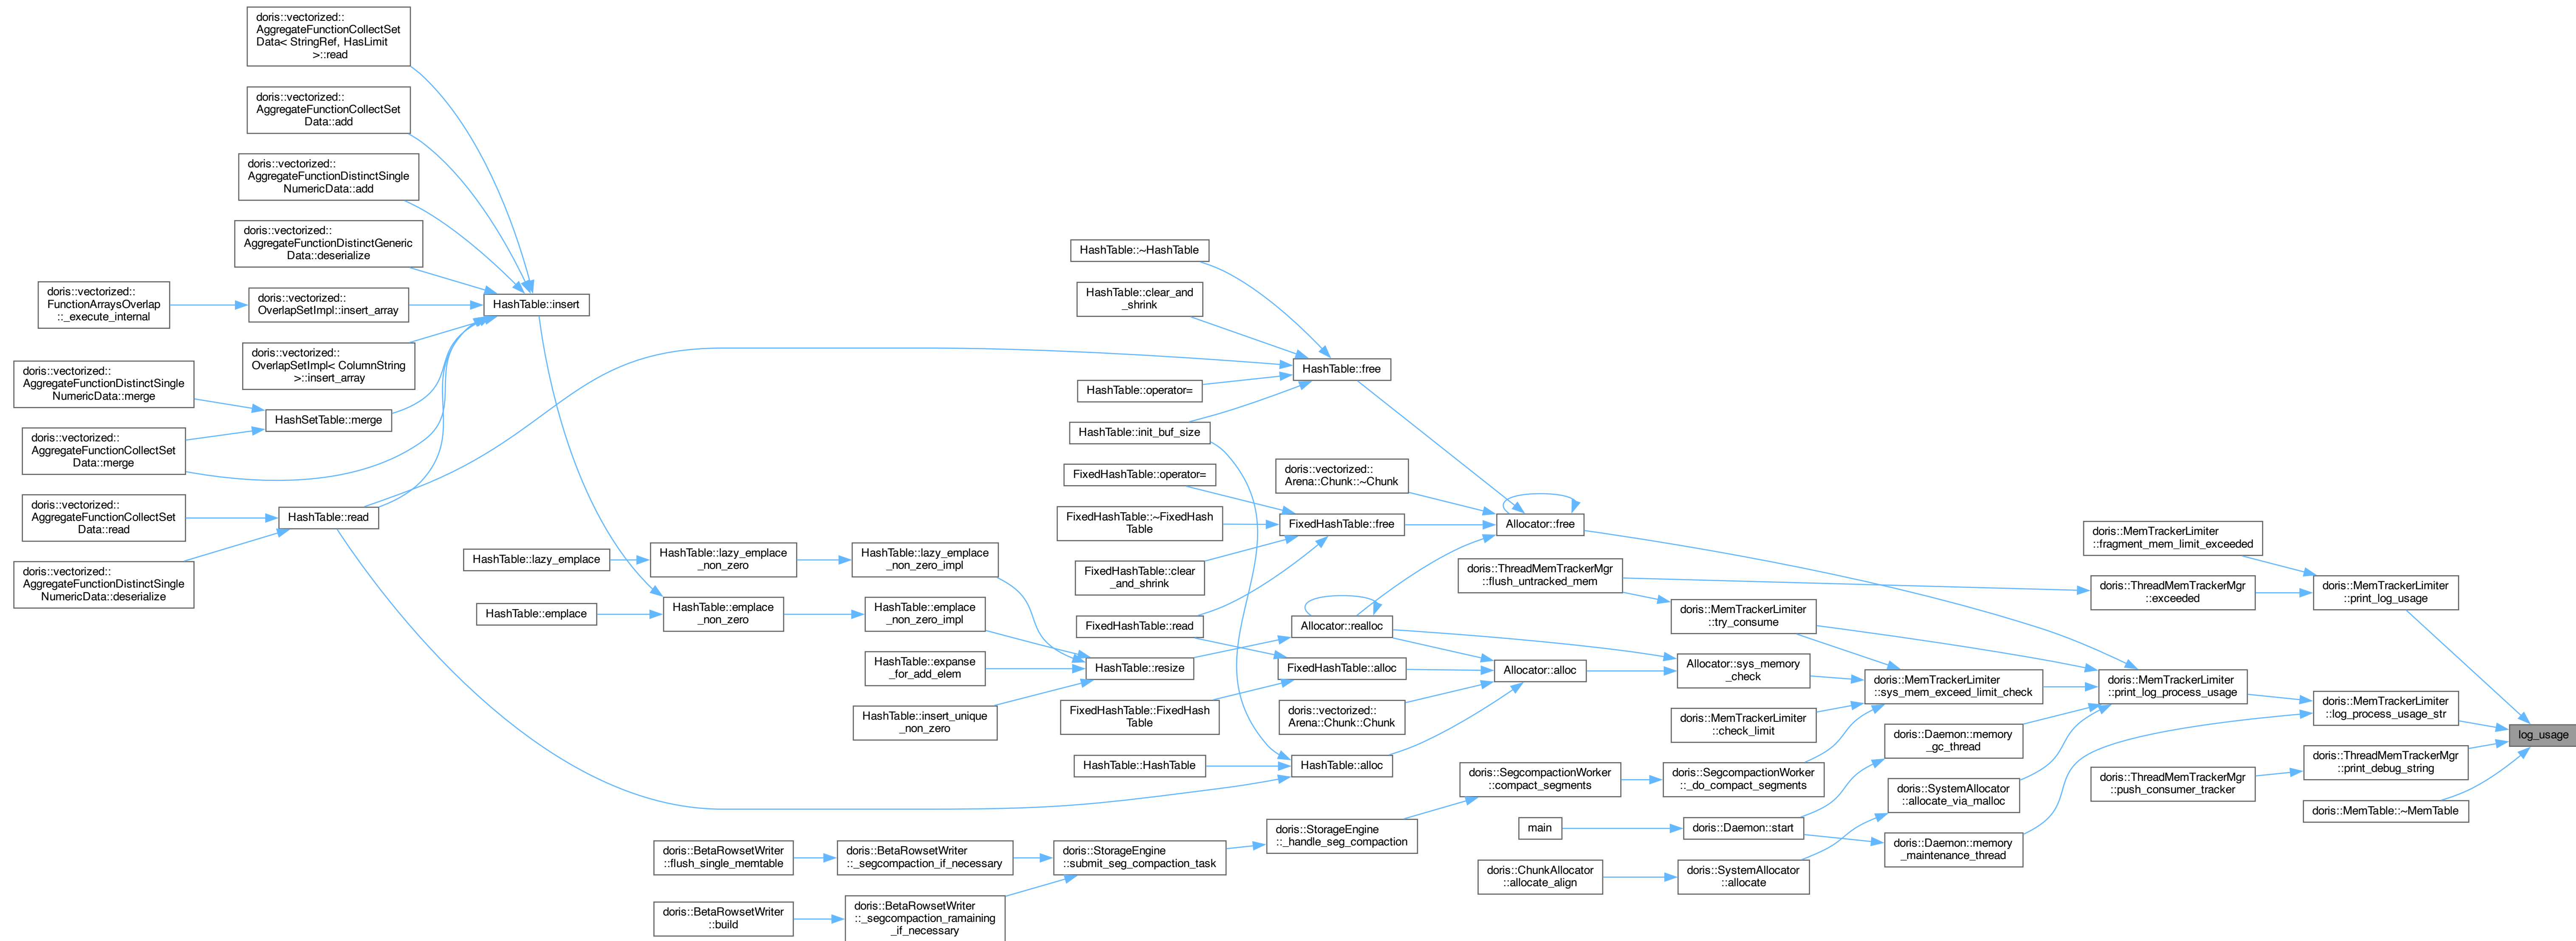 doris::vectorized::
AggregateFunctionCollectSet
Data< StringRef, HasLimit
>::read
doris::vectorized::
AggregateFunctionCollectSet
Data::add
doris::vectorized::
AggregateFunctionDistinctSingle
NumericData::add
doris::vectorized::
AggregateFunctionDistinctGeneric
Data::deserialize
doris::vectorized::
FunctionArraysOverlap
::_execute_internal
doris::vectorized::
OverlapSetImpl::insert_array
HashTable::insert
doris::vectorized::
OverlapSetImpl< ColumnString
>::insert_array
doris::vectorized::
AggregateFunctionDistinctSingle
NumericData::merge
HashSetTable::merge
doris::vectorized::
AggregateFunctionCollectSet
Data::merge
doris::vectorized::
AggregateFunctionCollectSet
Data::read
HashTable::read
doris::vectorized::
AggregateFunctionDistinctSingle
NumericData::deserialize
HashTable::lazy_emplace
HashTable::lazy_emplace
_non_zero
HashTable::lazy_emplace
_non_zero_impl
HashTable::emplace
HashTable::emplace
_non_zero
HashTable::emplace
_non_zero_impl
HashTable::expanse
_for_add_elem
HashTable::insert_unique
_non_zero
HashTable::~HashTable
HashTable::clear_and
_shrink
HashTable::free
HashTable::operator=
HashTable::init_buf_size
FixedHashTable::operator=
doris::vectorized::
Arena::Chunk::~Chunk
FixedHashTable::~FixedHash
Table
FixedHashTable::free
Allocator::free
FixedHashTable::clear
_and_shrink
FixedHashTable::read
Allocator::realloc
HashTable::resize
FixedHashTable::alloc
Allocator::alloc
FixedHashTable::FixedHash
Table
doris::vectorized::
Arena::Chunk::Chunk
HashTable::HashTable
HashTable::alloc
doris::ThreadMemTrackerMgr
::flush_untracked_mem
doris::MemTrackerLimiter
::try_consume
Allocator::sys_memory
_check
doris::MemTrackerLimiter
::check_limit
doris::MemTrackerLimiter
::sys_mem_exceed_limit_check
doris::MemTrackerLimiter
::fragment_mem_limit_exceeded
doris::ThreadMemTrackerMgr
::exceeded
doris::MemTrackerLimiter
::print_log_usage
doris::MemTrackerLimiter
::print_log_process_usage
doris::MemTrackerLimiter
::log_process_usage_str
log_usage
doris::Daemon::memory
_gc_thread
doris::ThreadMemTrackerMgr
::print_debug_string
doris::ThreadMemTrackerMgr
::push_consumer_tracker
doris::MemTable::~MemTable
doris::SegcompactionWorker
::compact_segments
doris::SegcompactionWorker
::_do_compact_segments
doris::SystemAllocator
::allocate_via_malloc
main
doris::Daemon::start
doris::Daemon::memory
_maintenance_thread
doris::ChunkAllocator
::allocate_align
doris::SystemAllocator
::allocate
doris::BetaRowsetWriter
::flush_single_memtable
doris::BetaRowsetWriter
::_segcompaction_if_necessary
doris::StorageEngine
::submit_seg_compaction_task
doris::StorageEngine
::_handle_seg_compaction
doris::BetaRowsetWriter
::build
doris::BetaRowsetWriter
::_segcompaction_ramaining
_if_necessary